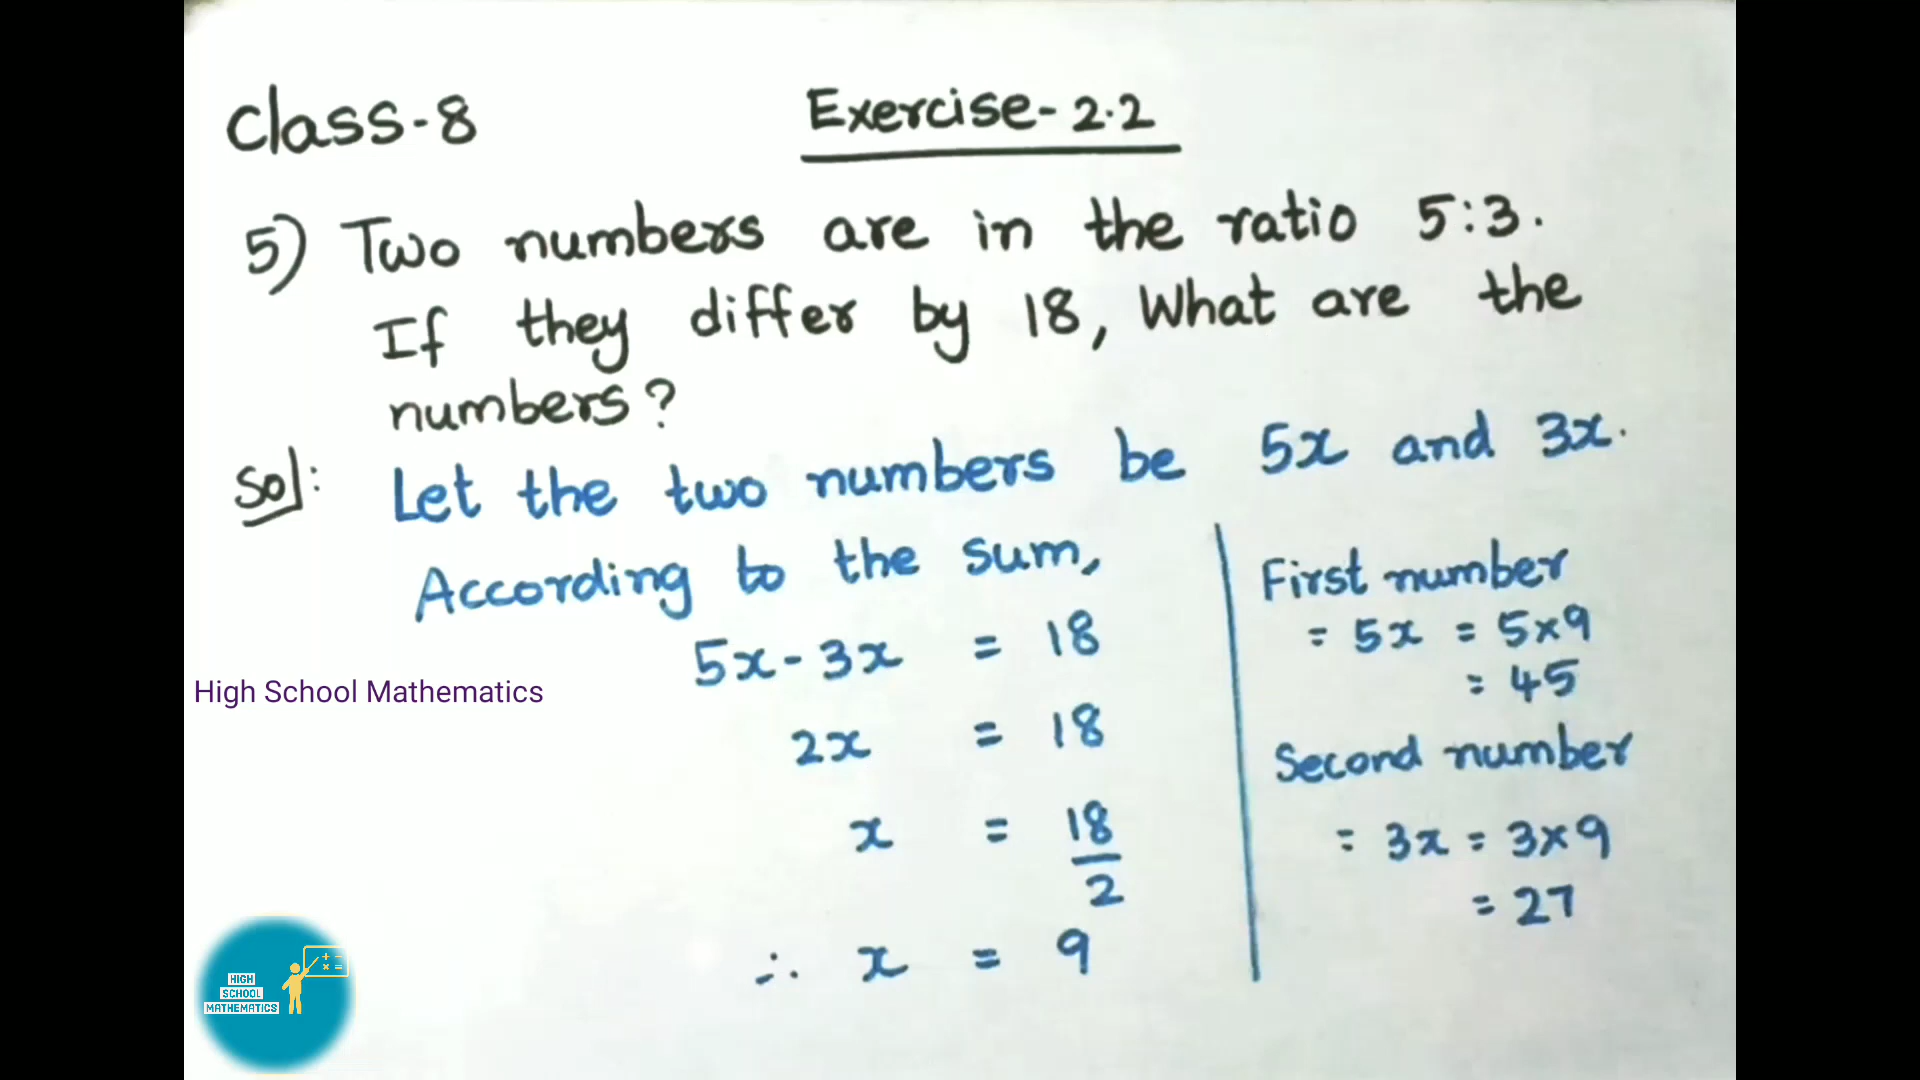 Class-8
Exercise-2.2
5) Two numbers are in the ratio 5:3.
If they differ by 18, What are the
numbers?
Sol: Let the two numbers be 5x and 3x.
According to the sum,
5x-3x = 18
2x = 18
x = 18/2
∴ x = 9
First number
= 5x = 5×9
= 45
Second number
= 3x = 3×9
= 27
High School Mathematics
HIGH
SCHOOL
MATHEMATICS
+ −
× =